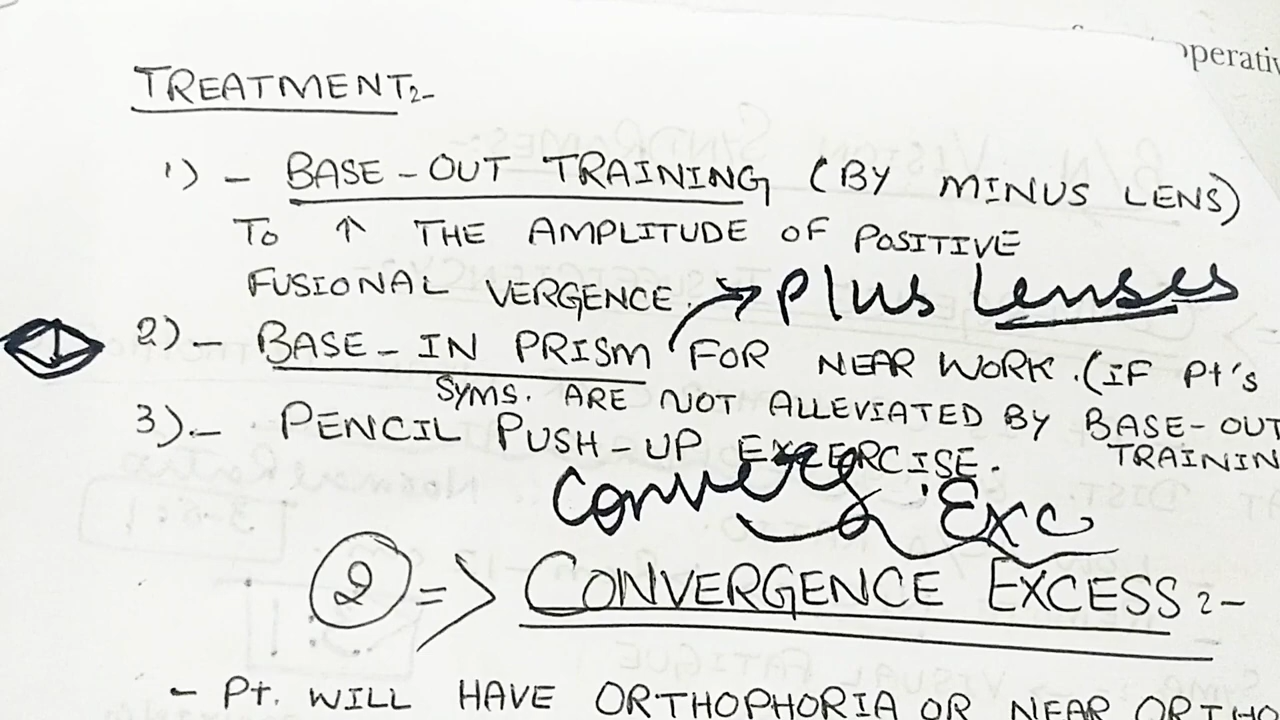 operativ
TREATMENT:-
1) - BASE-OUT TRAINING (BY MINUS LENS)
TO ↑ THE AMPLITUDE OF POSITIVE
FUSIONAL VERGENCE. → Plus Lenses
2) - BASE-IN PRISM FOR NEAR WORK. (IF Pt's
SYMS. ARE NOT ALLEVIATED BY BASE-OUT
TRAININ
3) - PENCIL PUSH-UP EXCERCISE.
Converg Exc
② => CONVERGENCE EXCESS:-
- Pt. WILL HAVE ORTHOPHORIA OR NEAR ORTHO